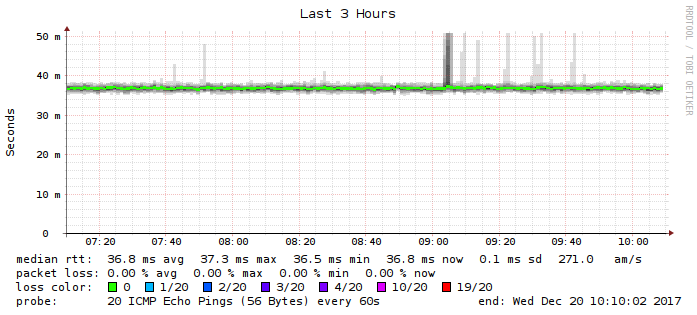 Last 3 Hours
RRDTOOL / TOBI OETIKER
Seconds
50 m
40 m
30 m
20 m
10 m
0
07:20 07:40 08:00 08:20 08:40 09:00 09:20 09:40 10:00
median rtt: 36.8 ms avg 37.3 ms max 36.5 ms min 36.8 ms now 0.1 ms sd 271.0 am/s
packet loss: 0.00 % avg 0.00 % max 0.00 % min 0.00 % now
loss color: 0 1/20 2/20 3/20 4/20 10/20 19/20
probe: 20 ICMP Echo Pings (56 Bytes) every 60s end: Wed Dec 20 10:10:02 2017